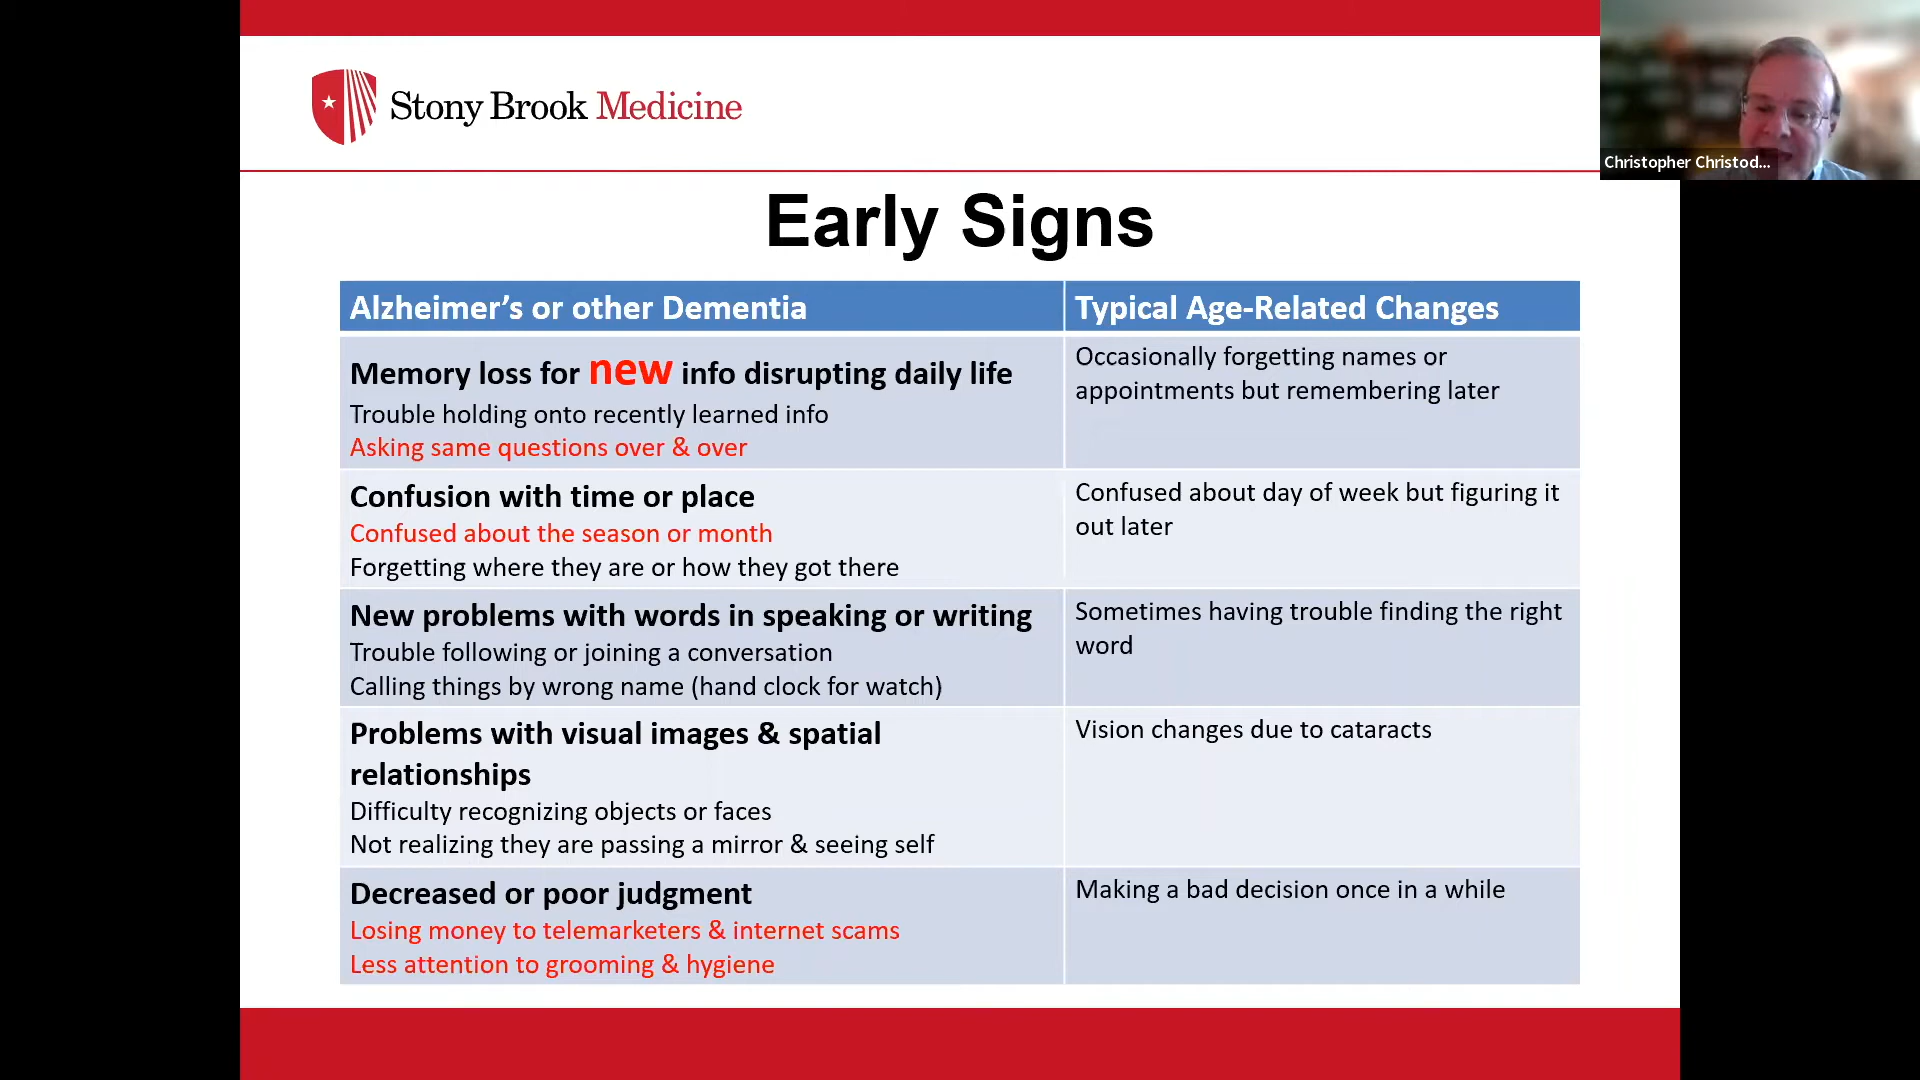 Stony Brook Medicine
Christopher Christod...
Early Signs
Alzheimer’s or other Dementia
Typical Age-Related Changes
Memory loss for new info disrupting daily life
Trouble holding onto recently learned info
Asking same questions over & over
Occasionally forgetting names or
appointments but remembering later
Confusion with time or place
Confused about the season or month
Forgetting where they are or how they got there
Confused about day of week but figuring it
out later
New problems with words in speaking or writing
Trouble following or joining a conversation
Calling things by wrong name (hand clock for watch)
Sometimes having trouble finding the right
word
Problems with visual images & spatial
relationships
Difficulty recognizing objects or faces
Not realizing they are passing a mirror & seeing self
Vision changes due to cataracts
Decreased or poor judgment
Losing money to telemarketers & internet scams
Less attention to grooming & hygiene
Making a bad decision once in a while